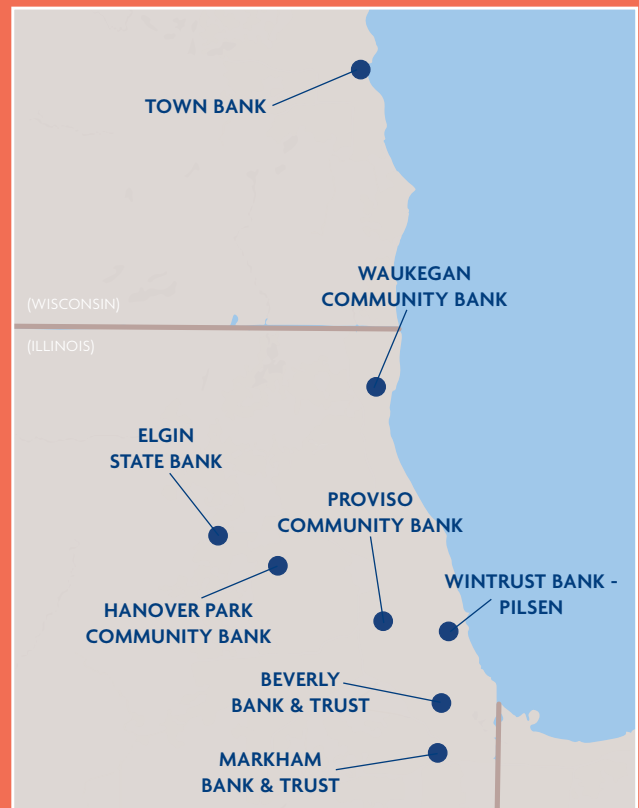 TOWN BANK
WAUKEGAN
COMMUNITY BANK
(WISCONSIN)
(ILLINOIS)
ELGIN
STATE BANK
PROVISO
COMMUNITY BANK
WINTRUST BANK -
PILSEN
HANOVER PARK
COMMUNITY BANK
BEVERLY
BANK & TRUST
MARKHAM
BANK & TRUST